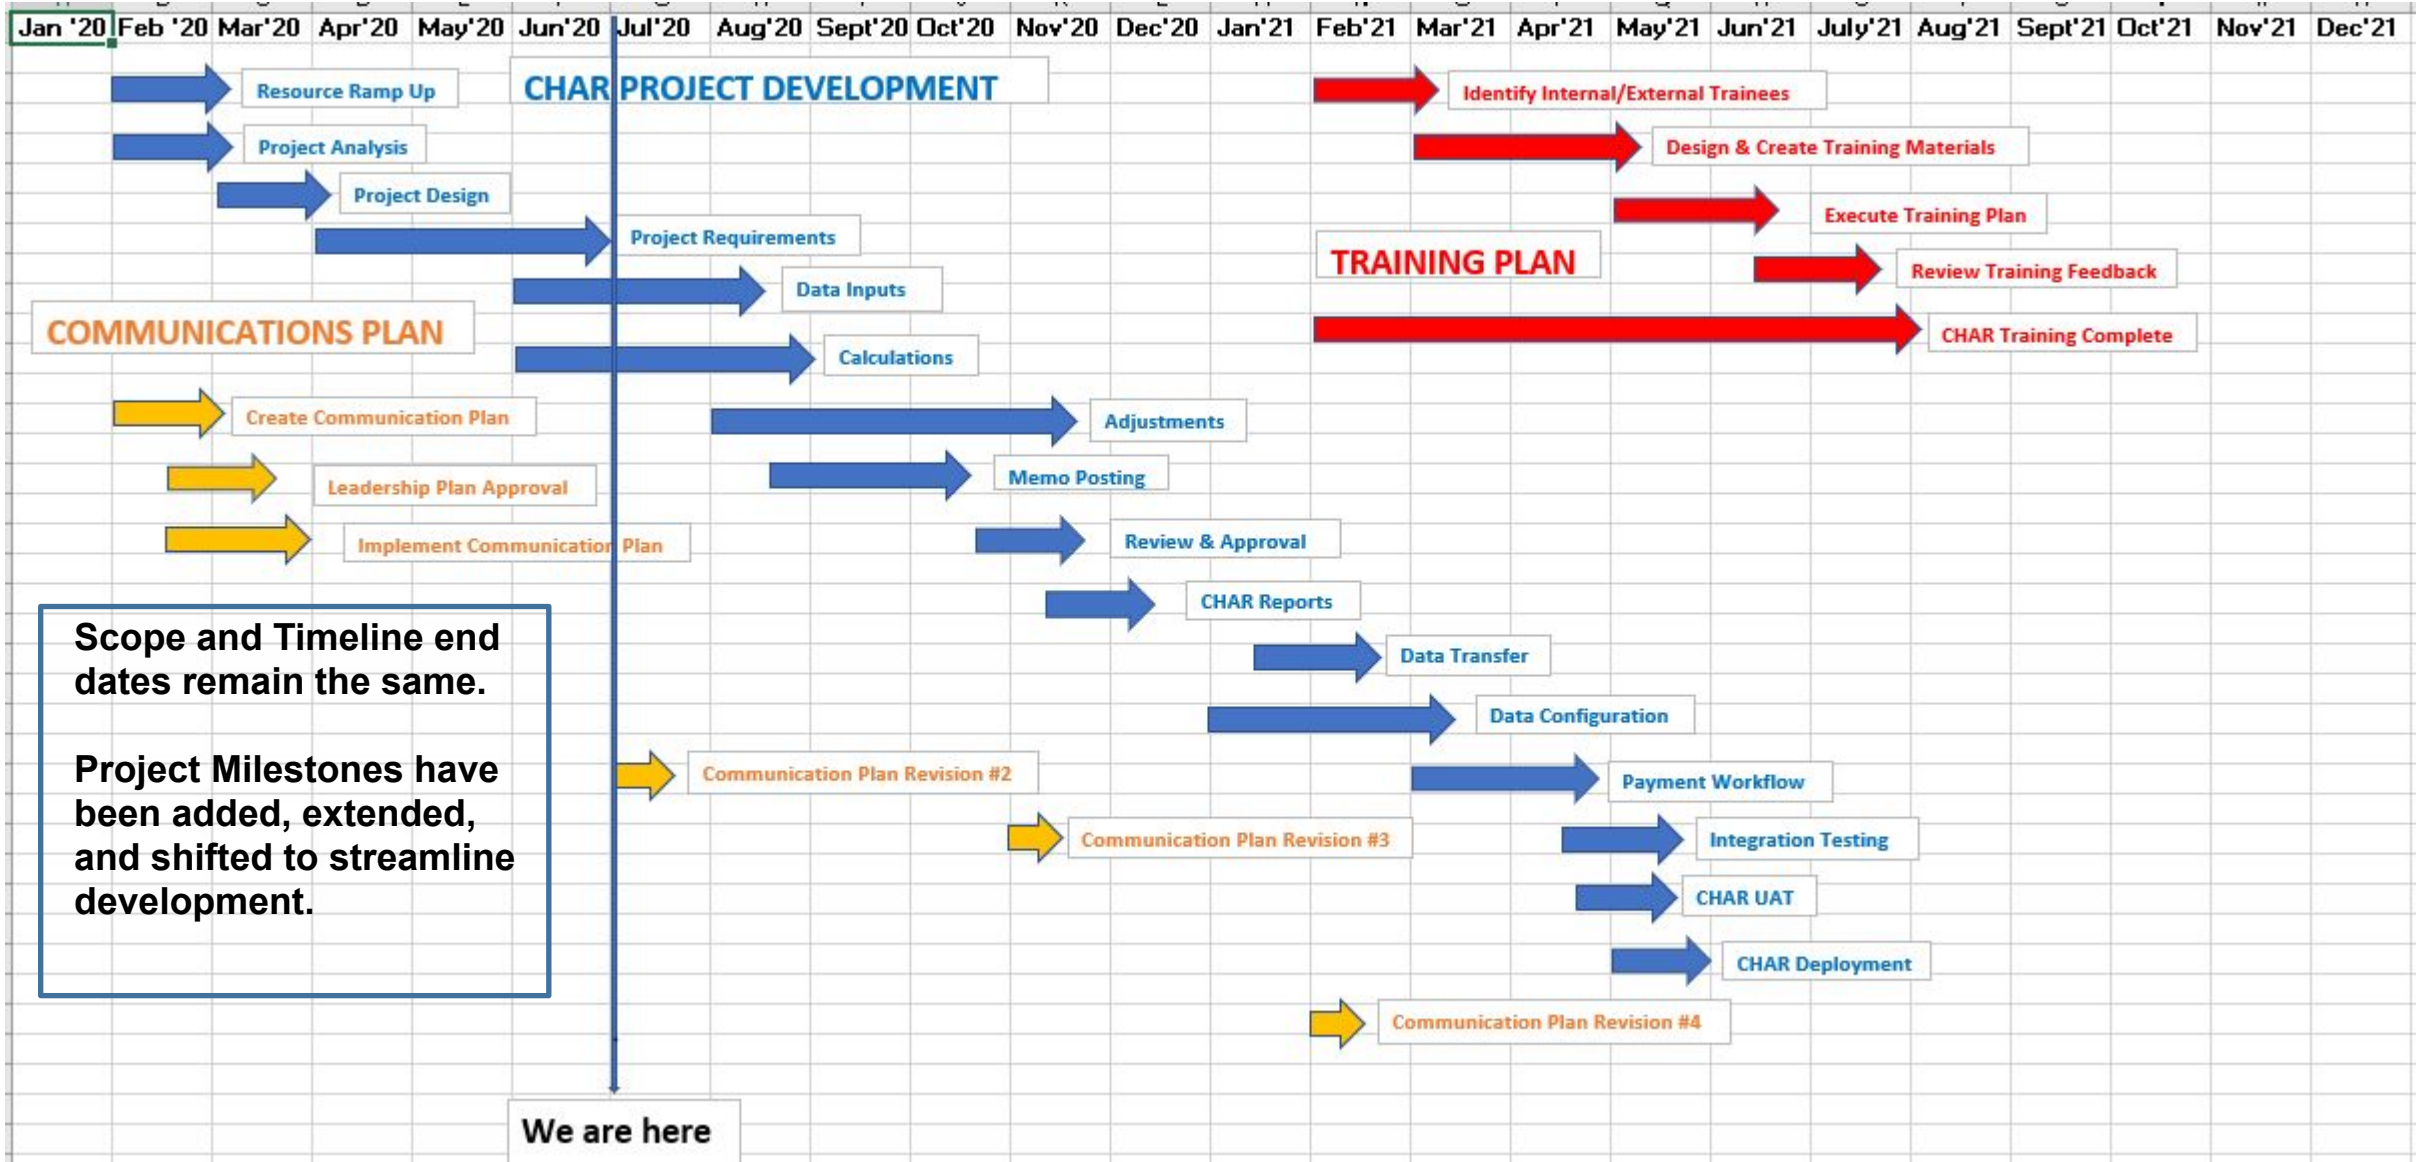 Jan '20 Feb '20 Mar'20 Apr'20 May'20 Jun'20 Jul'20 Aug'20 Sept'20 Oct'20 Nov'20 Dec'20 Jan'21 Feb'21 Mar'21 Apr'21 May'21 Jun'21 July'21 Aug'21 Sept'21 Oct'21 Nov'21 Dec'21
CHAR PROJECT DEVELOPMENT
Resource Ramp Up
Identify Internal/External Trainees
Project Analysis
Design & Create Training Materials
Project Design
Execute Training Plan
Project Requirements
TRAINING PLAN
Review Training Feedback
Data Inputs
COMMUNICATIONS PLAN
CHAR Training Complete
Calculations
Create Communication Plan
Adjustments
Memo Posting
Leadership Plan Approval
Implement Communication Plan
Review & Approval
CHAR Reports
Scope and Timeline end
dates remain the same.
Project Milestones have
been added, extended,
and shifted to streamline
development.
Data Transfer
Data Configuration
Communication Plan Revision #2
Payment Workflow
Communication Plan Revision #3
Integration Testing
CHAR UAT
CHAR Deployment
Communication Plan Revision #4
We are here